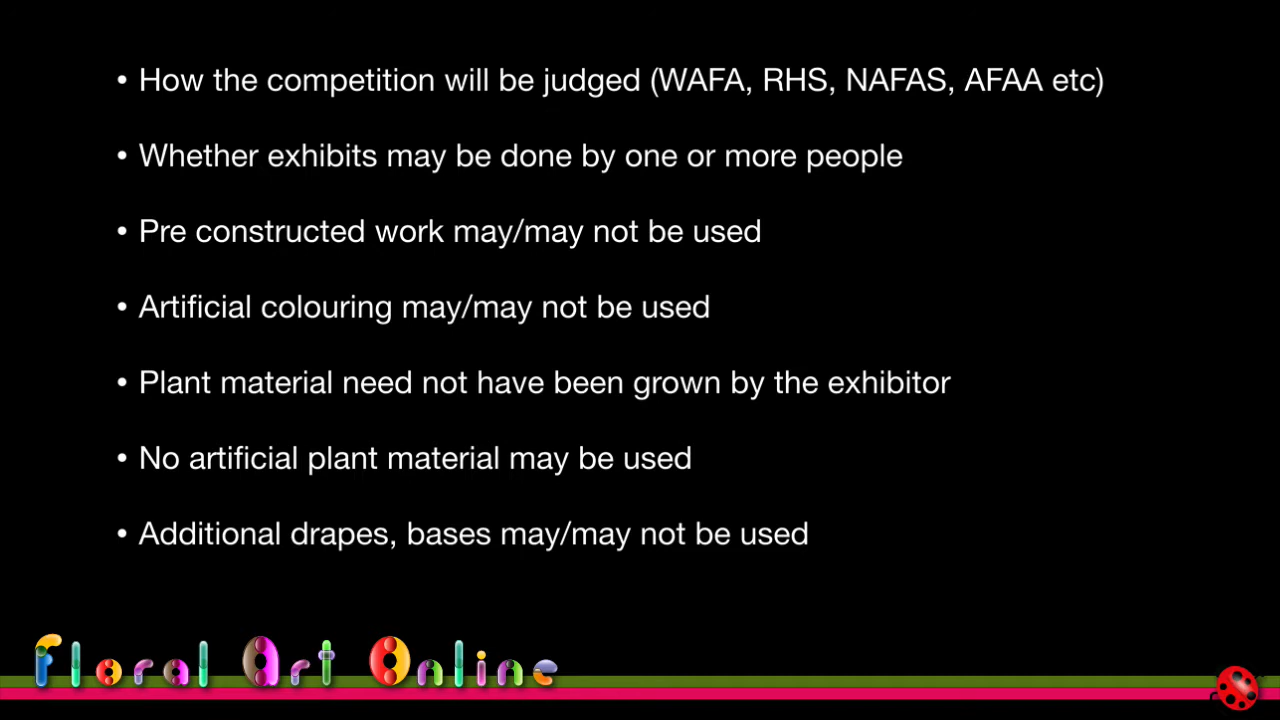 • How the competition will be judged (WAFA, RHS, NAFAS, AFAA etc)
• Whether exhibits may be done by one or more people
• Pre constructed work may/may not be used
• Artificial colouring may/may not be used
• Plant material need not have been grown by the exhibitor
• No artificial plant material may be used
• Additional drapes, bases may/may not be used
Floral Art Online